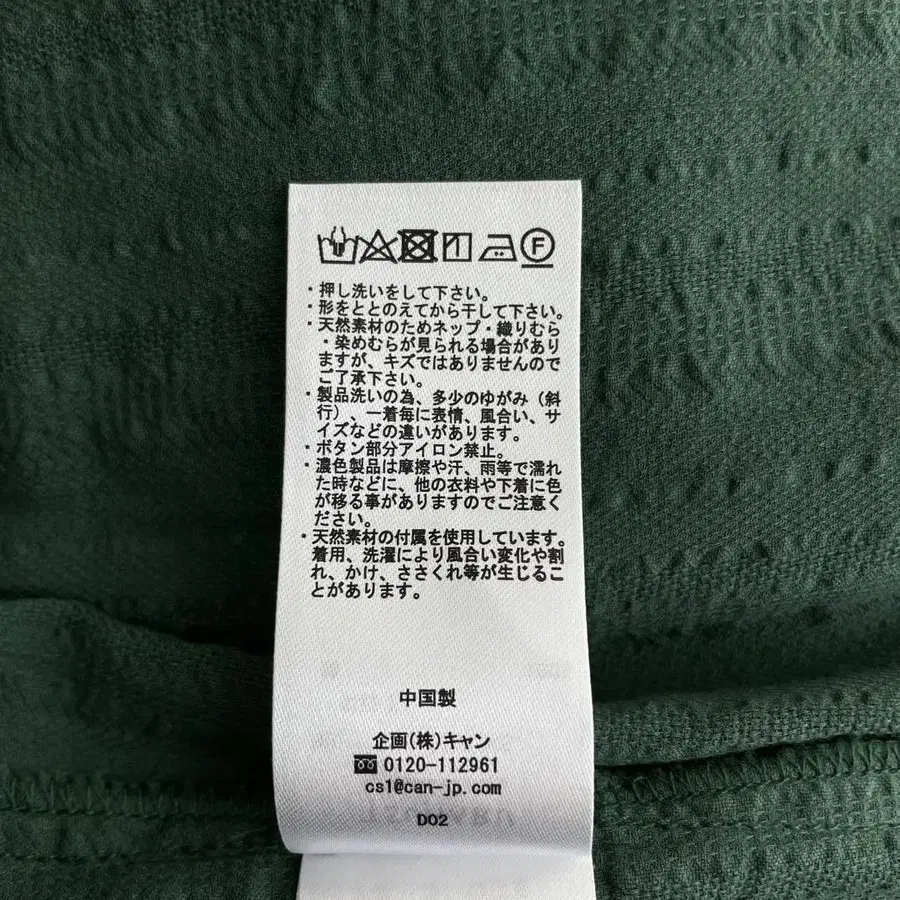 F
・押し洗いをして下さい。
・形をととのえてから干して下さい。
・天然素材のためネップ・織りむら
・染めむらが見られる場合があり
ますが、キズではありませんので
ご了承下さい。
・製品洗いの為、多少のゆがみ（斜
行）、一着毎に表情、風合い、サ
イズなどの違いがあります。
・ボタン部分アイロン禁止。
・濃色製品は摩擦や汗、雨等で濡れ
た時などに、他の衣料や下着に色
が移る事がありますのでご注意く
ださい。
・天然素材の付属を使用しています。
着用、洗濯により風合い変化や割
れ、かけ、ささくれ等が生じるこ
とがあります。
中国製
企画(株)キャン
0120-112961
cs1@can-jp.com
D02